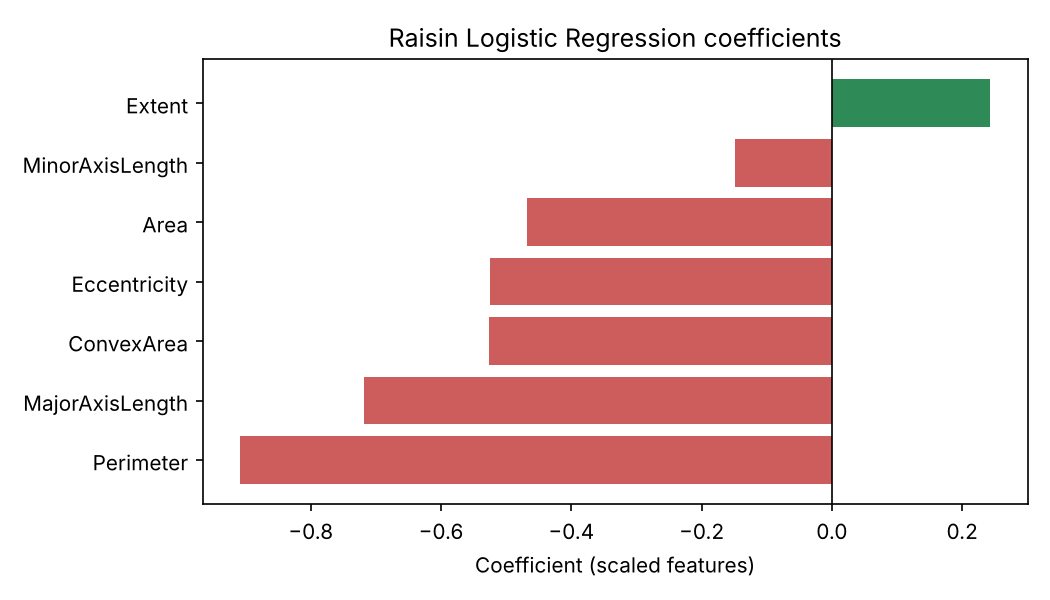 Raisin Logistic Regression coefficients
Extent
MinorAxisLength
Area
Eccentricity
ConvexArea
MajorAxisLength
Perimeter
−0.8 −0.6 −0.4 −0.2 0.0 0.2
Coefficient (scaled features)